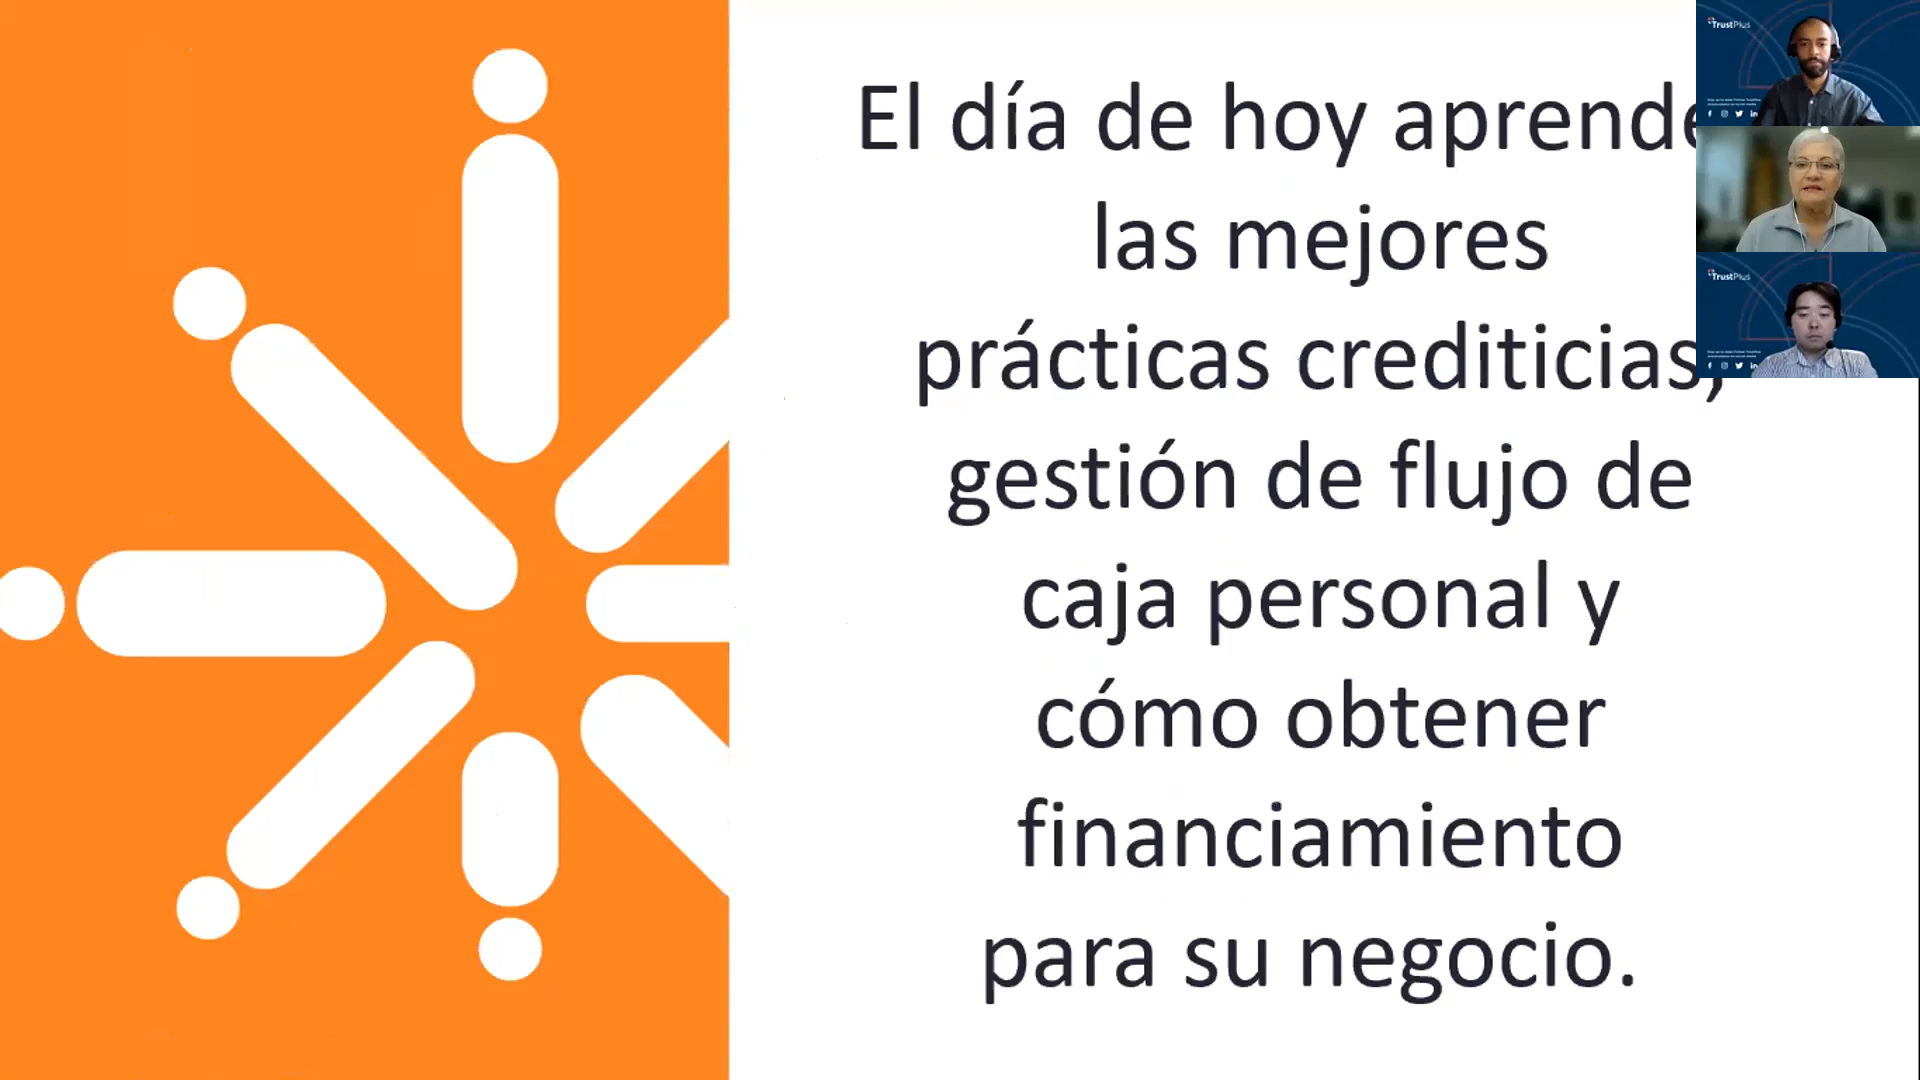 El día de hoy aprende
las mejores
prácticas crediticias,
gestión de flujo de
caja personal y
cómo obtener
financiamiento
para su negocio.
TrustPlus
TrustPlus